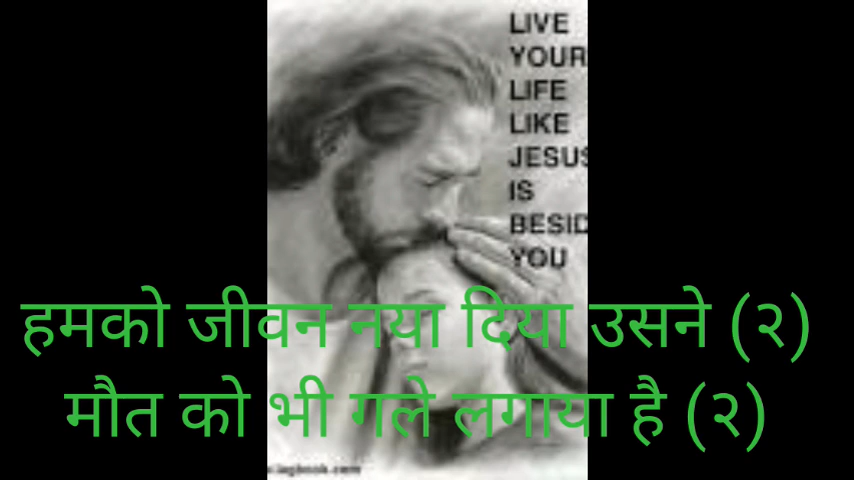 LIVE
YOUR
LIFE
LIKE
JESUS
IS
BESID
YOU
हमको जीवन नया दिया उसने (२)
मौत को भी गले लगाया है (२)